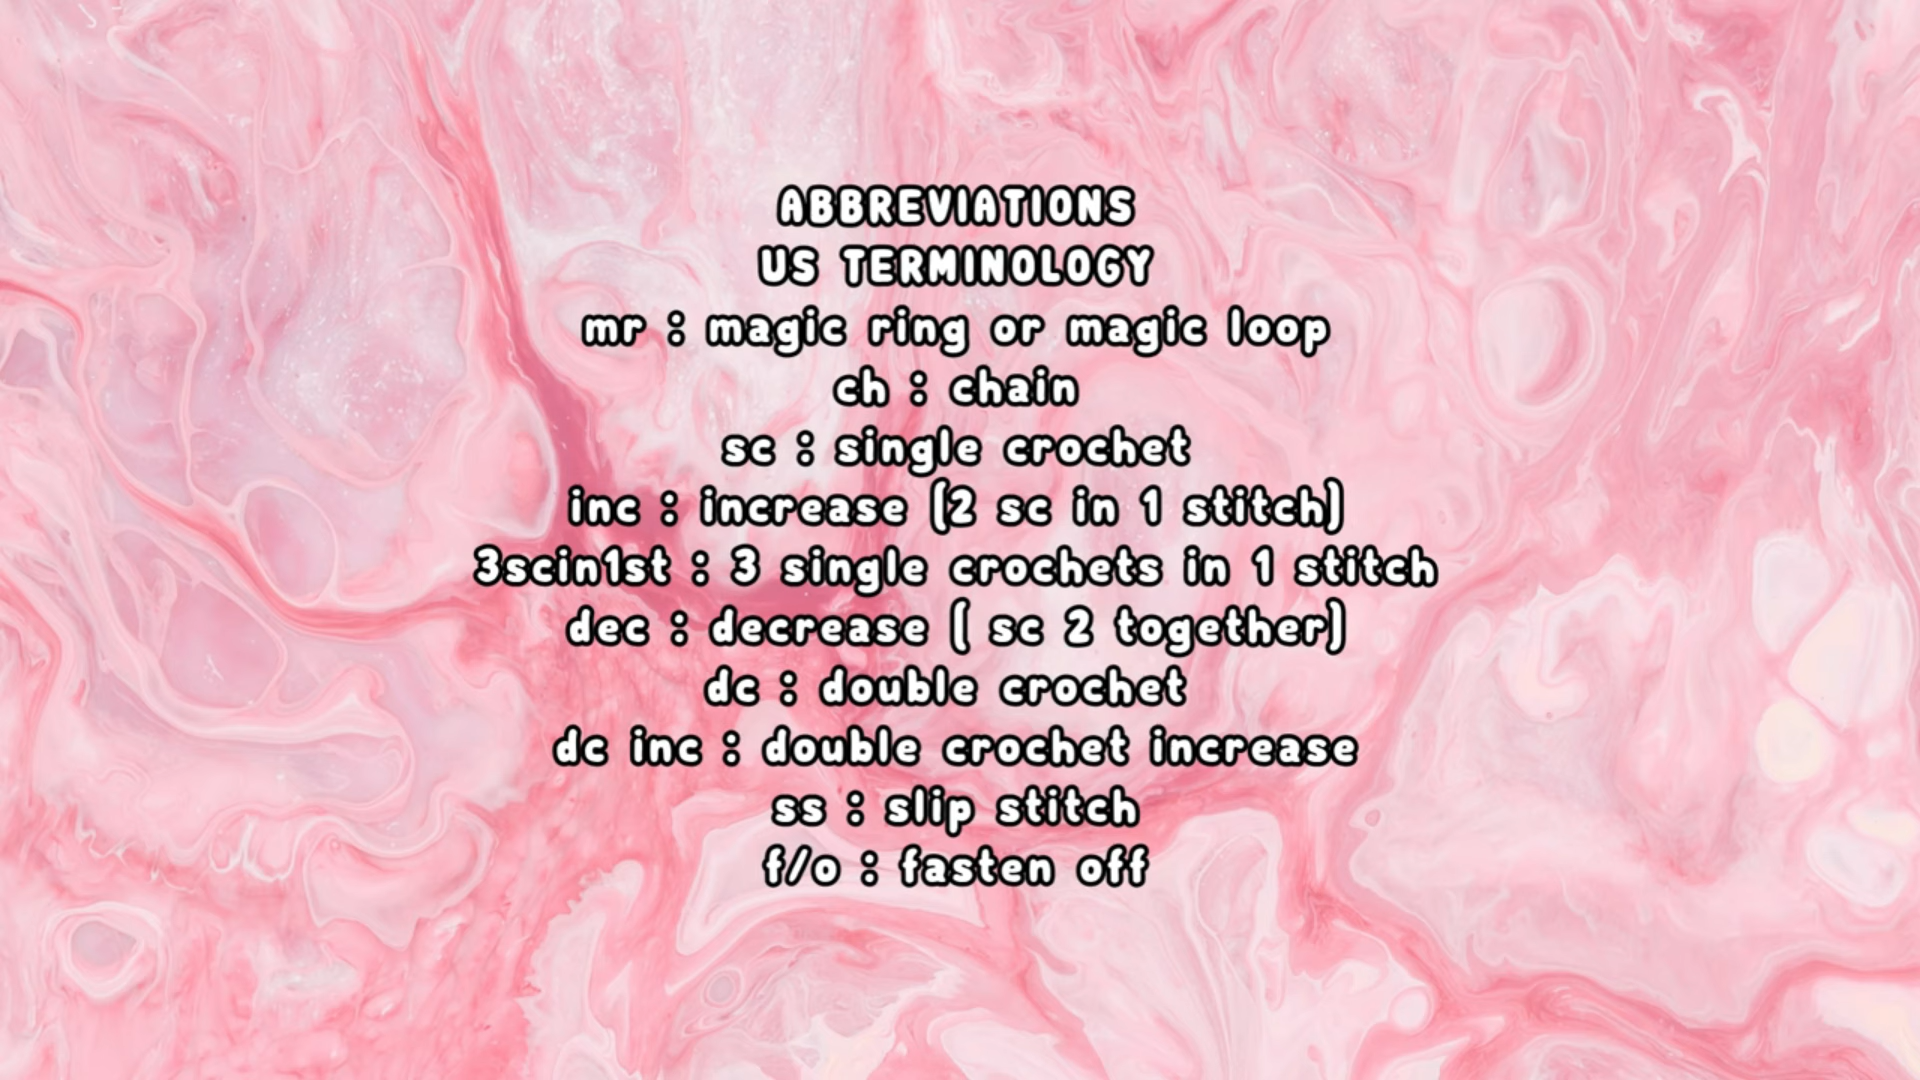 ABBREVIATIONS
US TERMINOLOGY
mr : magic ring or magic loop
ch : chain
sc : single crochet
inc : increase (2 sc in 1 stitch)
3scin1st : 3 single crochets in 1 stitch
dec : decrease ( sc 2 together)
dc : double crochet
dc inc : double crochet increase
ss : slip stitch
f/o : fasten off